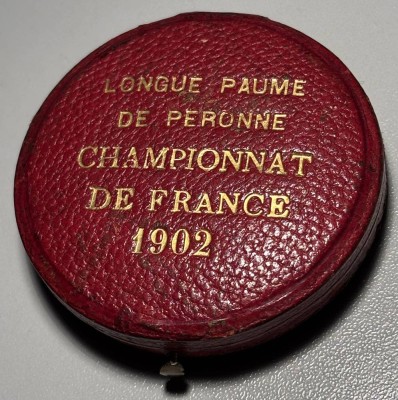 LONGUE PAUME
DE PERONNE
CHAMPIONNAT
DE FRANCE
1902